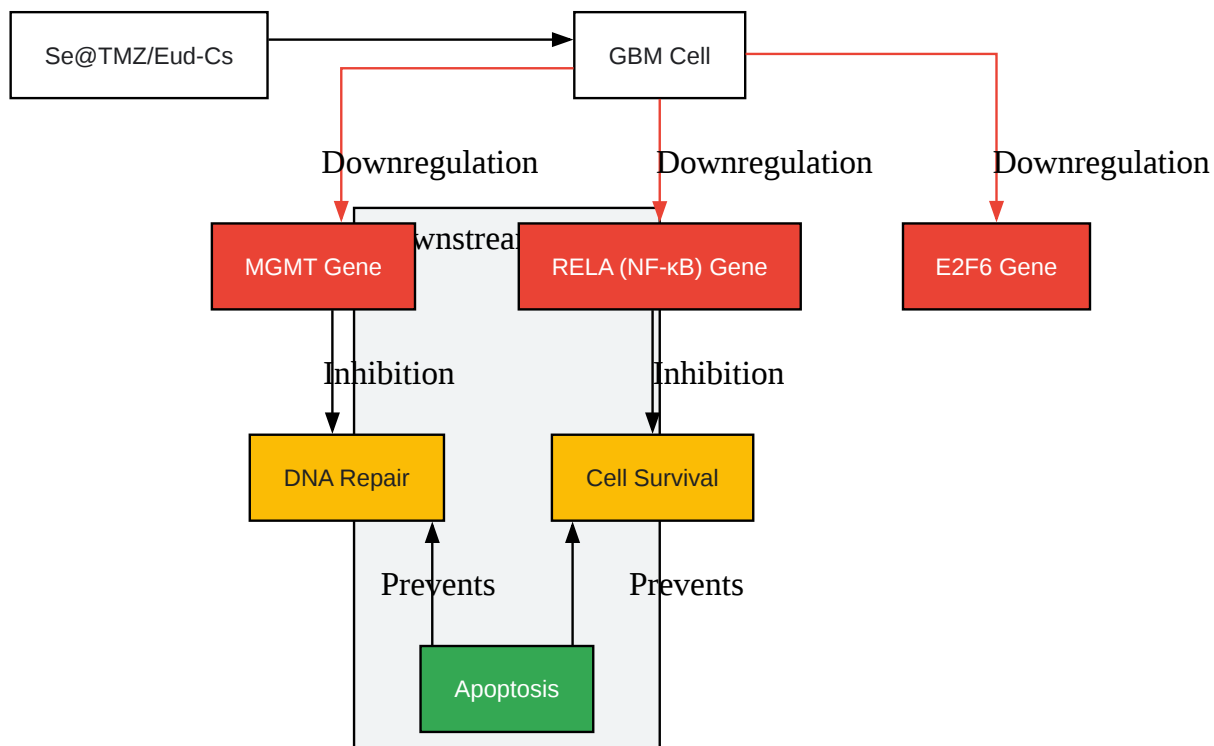 Se@TMZ/Eud-Cs
GBM Cell
Downregulation
Downregulation
Downregulation
MGMT Gene
RELA (NF-κB) Gene
E2F6 Gene
Inhibition
Inhibition
DNA Repair
Cell Survival
Prevents
Prevents
Apoptosis